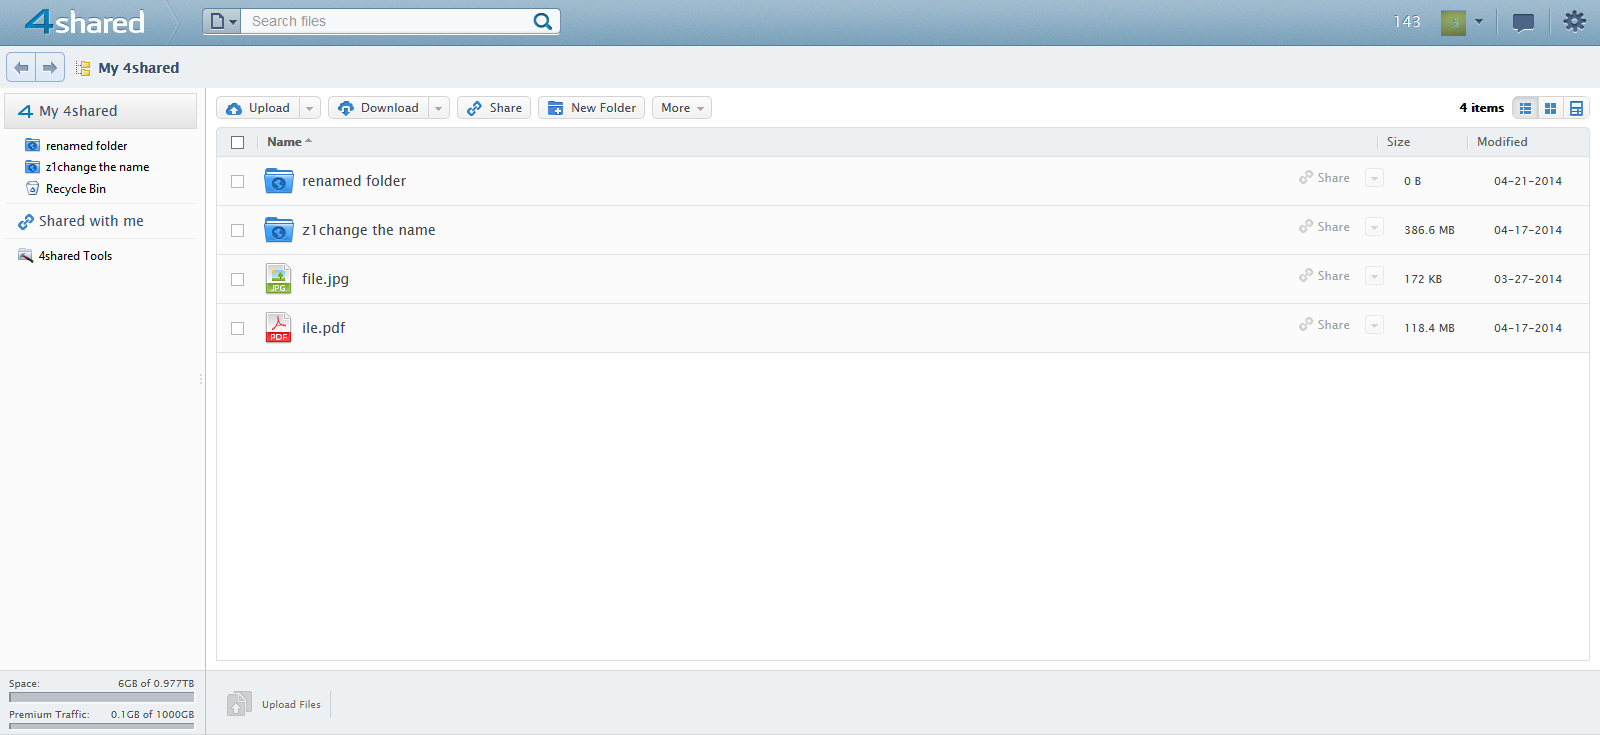 4shared
Search files
143
My 4shared
My 4shared
renamed folder
z1change the name
Recycle Bin
Shared with me
4shared Tools
Upload Download Share New Folder More 4 items
Name Size Modified
renamed folder Share 0 B 04-21-2014
z1change the name Share 386.6 MB 04-17-2014
JPG file.jpg Share 172 KB 03-27-2014
PDF ile.pdf Share 118.4 MB 04-17-2014
Space: 6GB of 0.977TB
Premium Traffic: 0.1GB of 1000GB
Upload Files